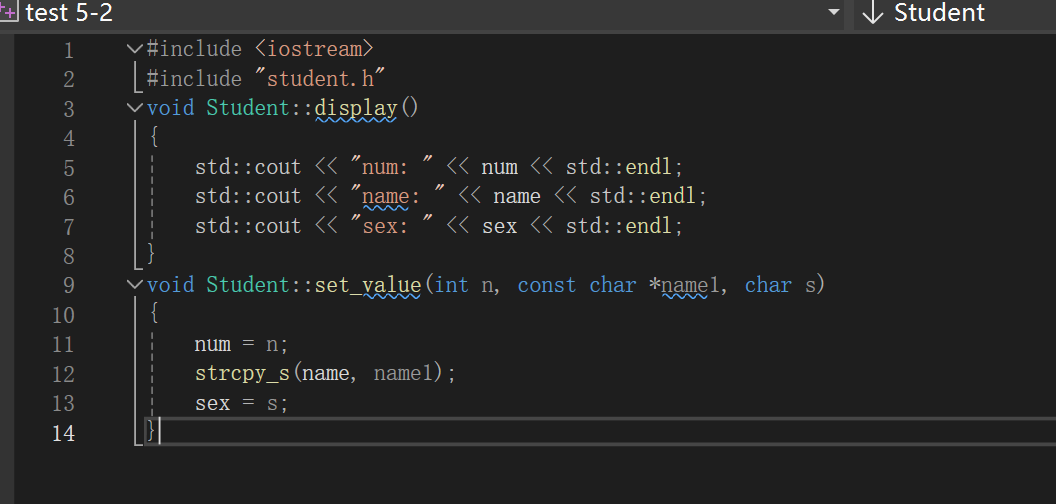 ++ test 5-2 Student
1 #include <iostream>
2 #include "student.h"
3 void Student::display()
4 {
5 std::cout << "num: " << num << std::endl;
6 std::cout << "name: " << name << std::endl;
7 std::cout << "sex: " << sex << std::endl;
8 }
9 void Student::set_value(int n, const char *name1, char s)
10 {
11 num = n;
12 strcpy_s(name, name1);
13 sex = s;
14 }